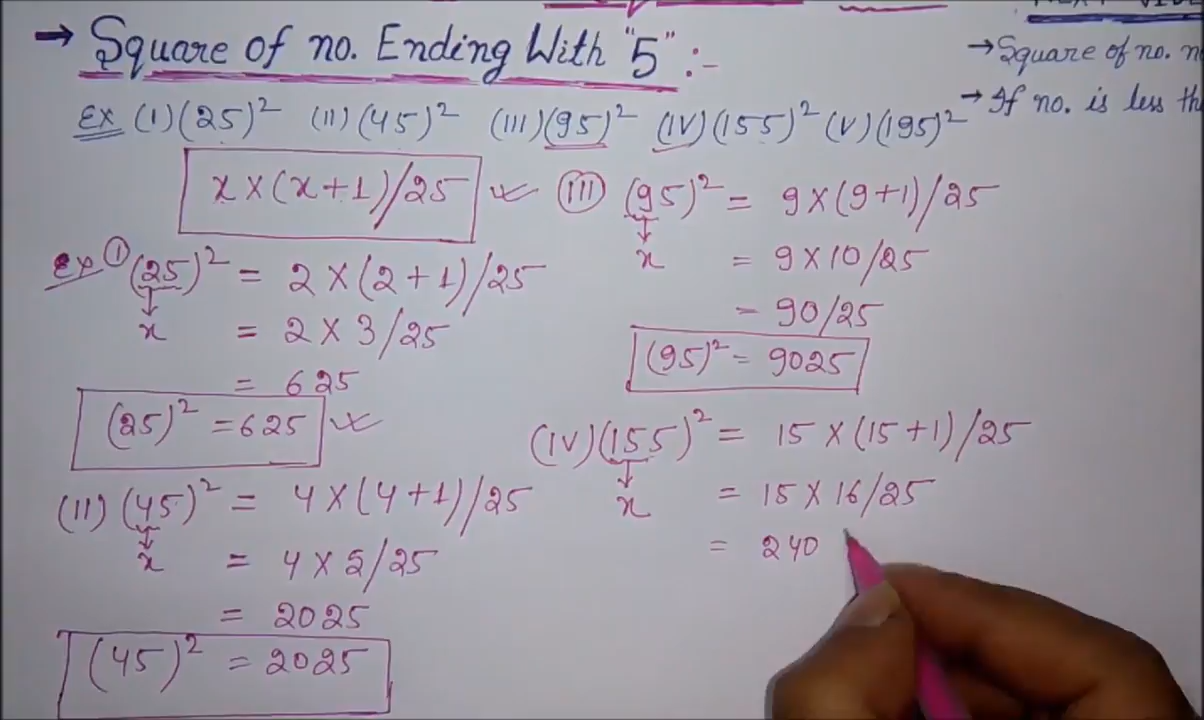 → Square of no. Ending With "5" :-
→ Square of no. n
→ If no. is less th
Ex (I) (25)² (II) (45)² (III) (95)² (IV) (155)² (V) (195)²
x × (x+1)/25
Ex ① (25)² = 2 × (2+1)/25
x = 2 × 3/25
= 625
(25)² = 625
(II) (45)² = 4 × (4+1)/25
x = 4 × 5/25
= 2025
(45)² = 2025
(III) (95)² = 9 × (9+1)/25
x = 9 × 10/25
= 90/25
(95)² = 9025
(IV) (155)² = 15 × (15+1)/25
x = 15 × 16/25
= 240